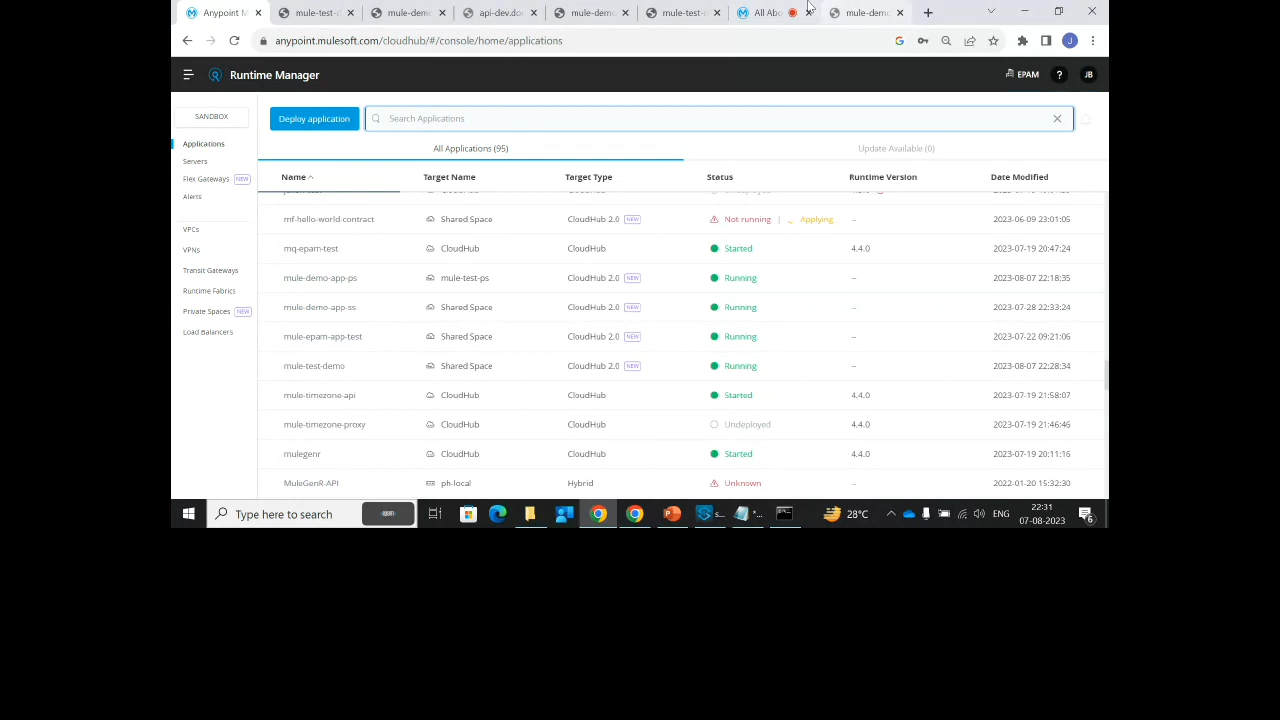 Anypoint M
mule-test-d
mule-demo
api-dev.do
mule-demo
mule-test-
All Abo
mule-demo
anypoint.mulesoft.com/cloudhub/#/console/home/applications
J
Runtime Manager
EPAM
?
JB
SANDBOX
Deploy application
Search Applications
Applications
Servers
Flex Gateways NEW
Alerts
VPCs
VPNs
Transit Gateways
Runtime Fabrics
Private Spaces NEW
Load Balancers
All Applications (95)
Update Available (0)
Name Target Name Target Type Status Runtime Version Date Modified
mf-hello-world-contract Shared Space CloudHub 2.0 NEW Not running | Applying -- 2023-06-09 23:01:05
mq-epam-test CloudHub CloudHub Started 4.4.0 2023-07-19 20:47:24
mule-demo-app-ps mule-test-ps CloudHub 2.0 NEW Running -- 2023-08-07 22:18:35
mule-demo-app-ss Shared Space CloudHub 2.0 NEW Running -- 2023-07-28 22:33:24
mule-epam-app-test Shared Space CloudHub 2.0 NEW Running -- 2023-07-22 09:21:06
mule-test-demo Shared Space CloudHub 2.0 NEW Running -- 2023-08-07 22:28:34
mule-timezone-api CloudHub CloudHub Started 4.4.0 2023-07-19 21:58:07
mule-timezone-proxy CloudHub CloudHub Undeployed 4.4.0 2023-07-19 21:46:46
mulegenr CloudHub CloudHub Started 4.4.0 2023-07-19 20:11:16
MuleGenR-API ph-local Hybrid Unknown -- 2022-01-20 15:32:30
Type here to search
s...
28°C
ENG
22:31
07-08-2023
6